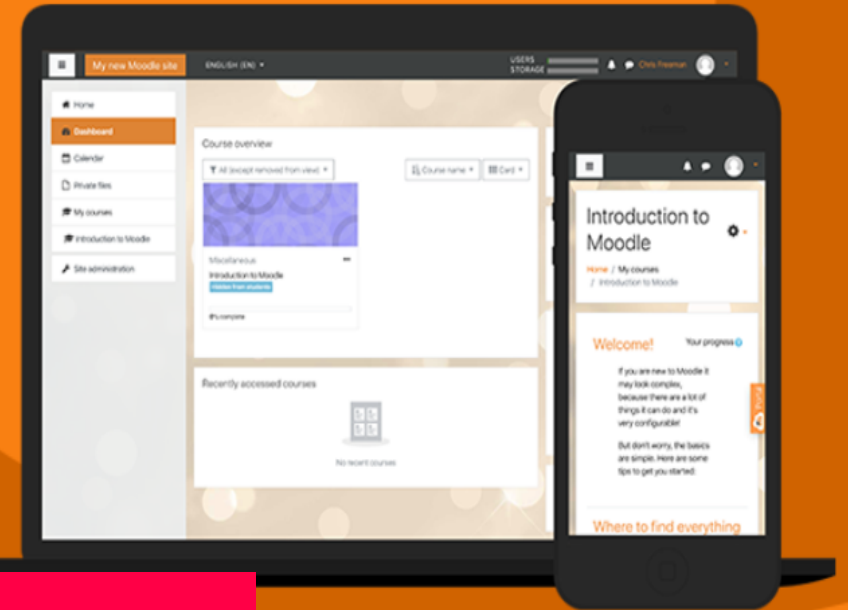 My new Moodle site
ENGLISH (EN)
USERS
STORAGE
Chris Freeman
Home
Dashboard
Calendar
Private files
My courses
Introduction to Moodle
Site administration
Course overview
All (except removed from view)
Course name
Card
Miscellaneous
Introduction to Moodle
Hidden from students
0% complete
Recently accessed courses
No recent courses
Introduction to
Moodle
Home / My courses
/ Introduction to Moodle
Welcome!
Your progress
If you are new to Moodle it
may look complex,
because there are a lot of
things it can do and it's
very configurable!
But don't worry, the basics
are simple. Here are some
tips to get you started:
Where to find everything